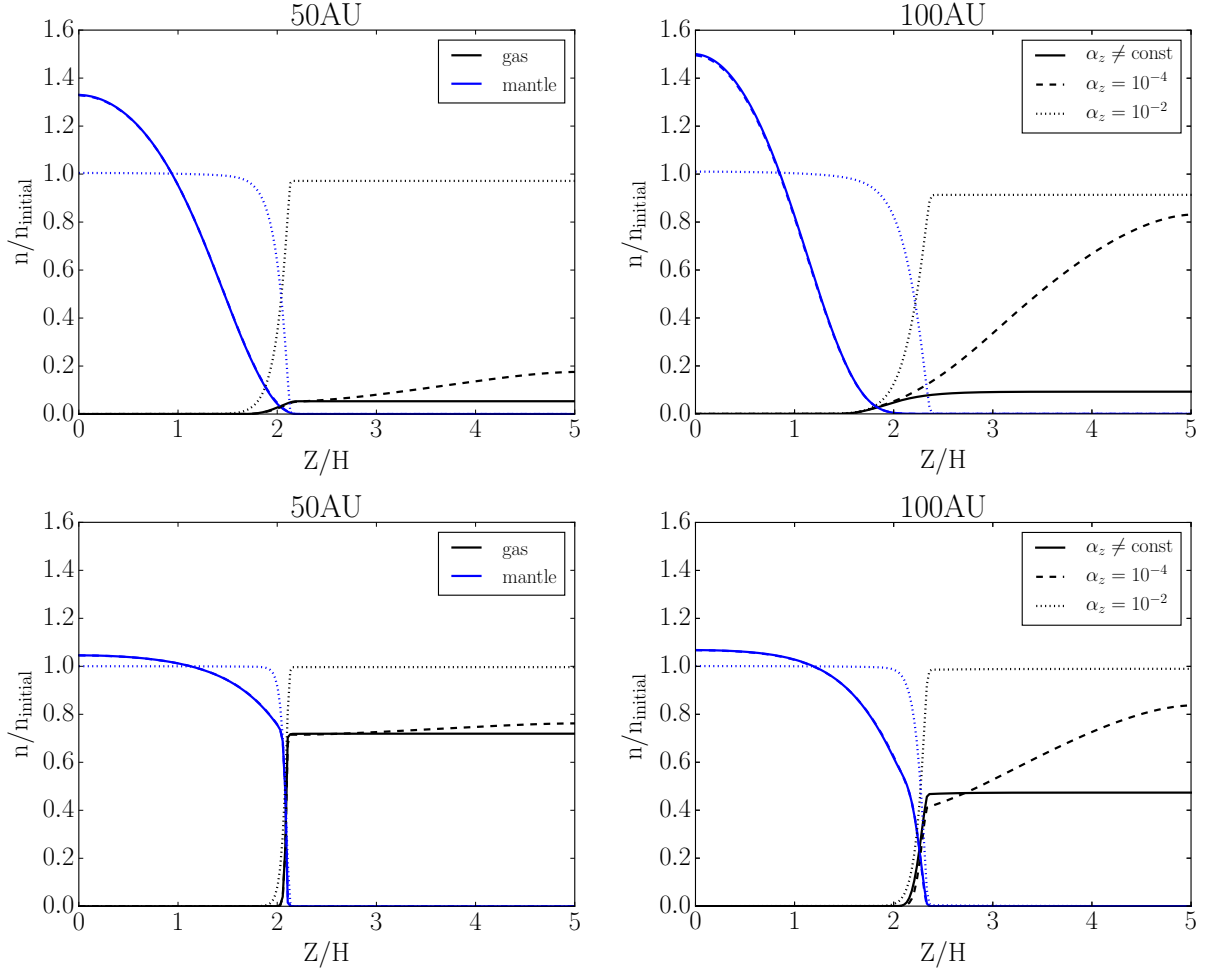 50AU
n/n_initial
1.6
1.4
1.2
1.0
0.8
0.6
0.4
0.2
0.0
gas
mantle
0 1 2 3 4 5
Z/H
100AU
n/n_initial
1.6
1.4
1.2
1.0
0.8
0.6
0.4
0.2
0.0
α_z ≠ const
α_z = 10^{-4}
α_z = 10^{-2}
0 1 2 3 4 5
Z/H
50AU
n/n_initial
1.6
1.4
1.2
1.0
0.8
0.6
0.4
0.2
0.0
gas
mantle
0 1 2 3 4 5
Z/H
100AU
n/n_initial
1.6
1.4
1.2
1.0
0.8
0.6
0.4
0.2
0.0
α_z ≠ const
α_z = 10^{-4}
α_z = 10^{-2}
0 1 2 3 4 5
Z/H